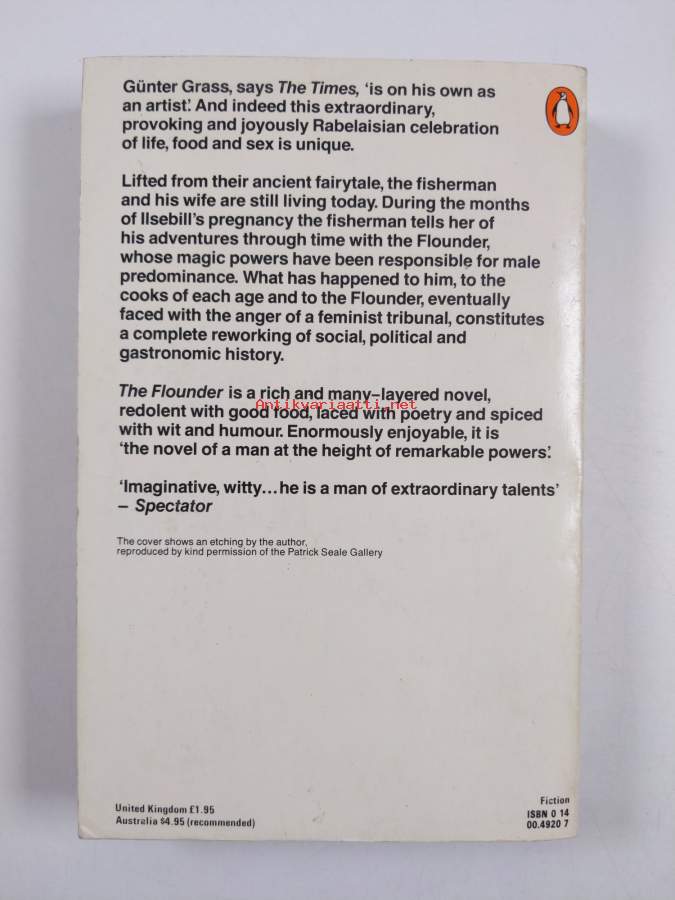 Günter Grass, says The Times, ‘is on his own as
an artist’. And indeed this extraordinary,
provoking and joyously Rabelaisian celebration
of life, food and sex is unique.
Lifted from their ancient fairytale, the fisherman
and his wife are still living today. During the months
of Ilsebill’s pregnancy the fisherman tells her of
his adventures through time with the Flounder,
whose magic powers have been responsible for male
predominance. What has happened to him, to the
cooks of each age and to the Flounder, eventually
faced with the anger of a feminist tribunal, constitutes
a complete reworking of social, political and
gastronomic history.
The Flounder is a rich and many-layered novel,
Antikvariaatti.net
redolent with good food, laced with poetry and spiced
with wit and humour. Enormously enjoyable, it is
‘the novel of a man at the height of remarkable powers’.
‘Imaginative, witty...he is a man of extraordinary talents’
– Spectator
The cover shows an etching by the author,
reproduced by kind permission of the Patrick Seale Gallery
United Kingdom £1.95
Australia $4.95 (recommended)
Fiction
ISBN 0 14
00.4920 7